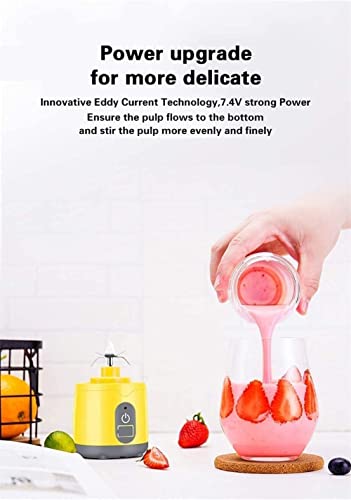 Power upgrade
for more delicate
Innovative Eddy Current Technology,7.4V strong Power
Ensure the pulp flows to the bottom
and stir the pulp more evenly and finely